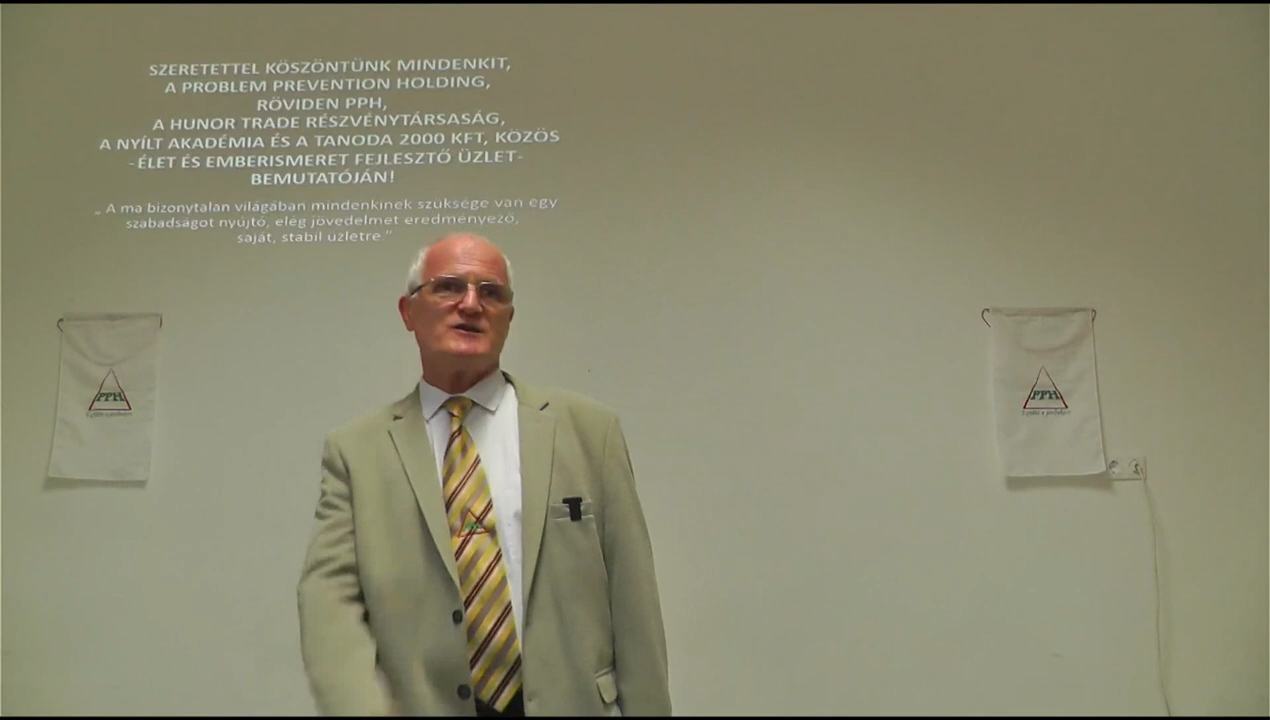 SZERETETTEL KÖSZÖNTÜNK MINDENKIT,
A PROBLEM PREVENTION HOLDING,
RÖVIDEN PPH,
A HUNOR TRADE RÉSZVÉNYTÁRSASÁG,
A NYÍLT AKADÉMIA ÉS A TANODA 2000 KFT, KÖZÖS
-ÉLET ÉS EMBERISMERET FEJLESZTŐ ÜZLET-
BEMUTATÓJÁN!
„ A ma bizonytalan világában mindenkinek szüksége van egy
szabadságot nyújtó, elég jövedelmet eredményező,
saját, stabil üzletre."
PPH
PPH